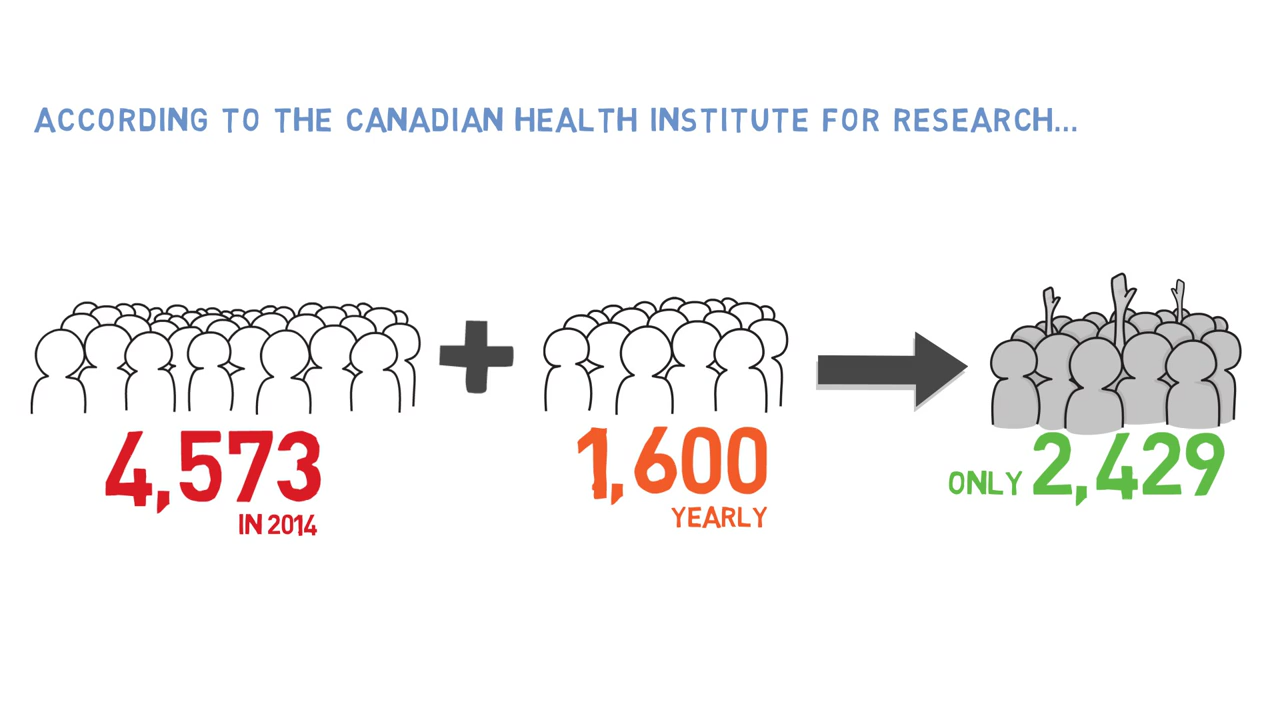 ACCORDING TO THE CANADIAN HEALTH INSTITUTE FOR RESEARCH...
4,573
IN 2014
1,600
YEARLY
ONLY 2,429